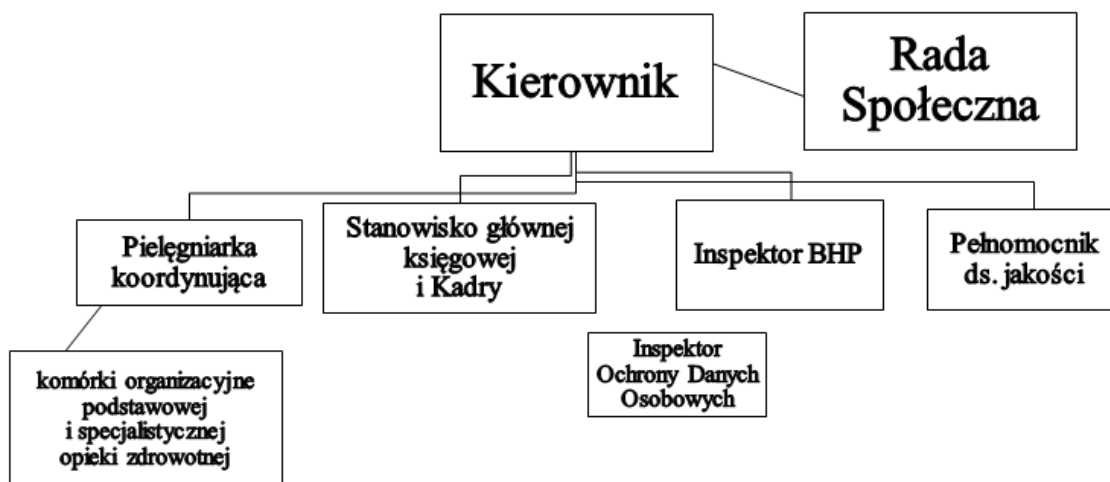 Kierownik
Rada
Społeczna
Pielęgniarka
koordynująca
Stanowisko głównej
księgowej
i Kadry
Inspektor BHP
Pełnomocnik
ds. jakości
komórki organizacyjne
podstawowej
i specjalistycznej
opieki zdrowotnej
Inspektor
Ochrony Danych
Osobowych